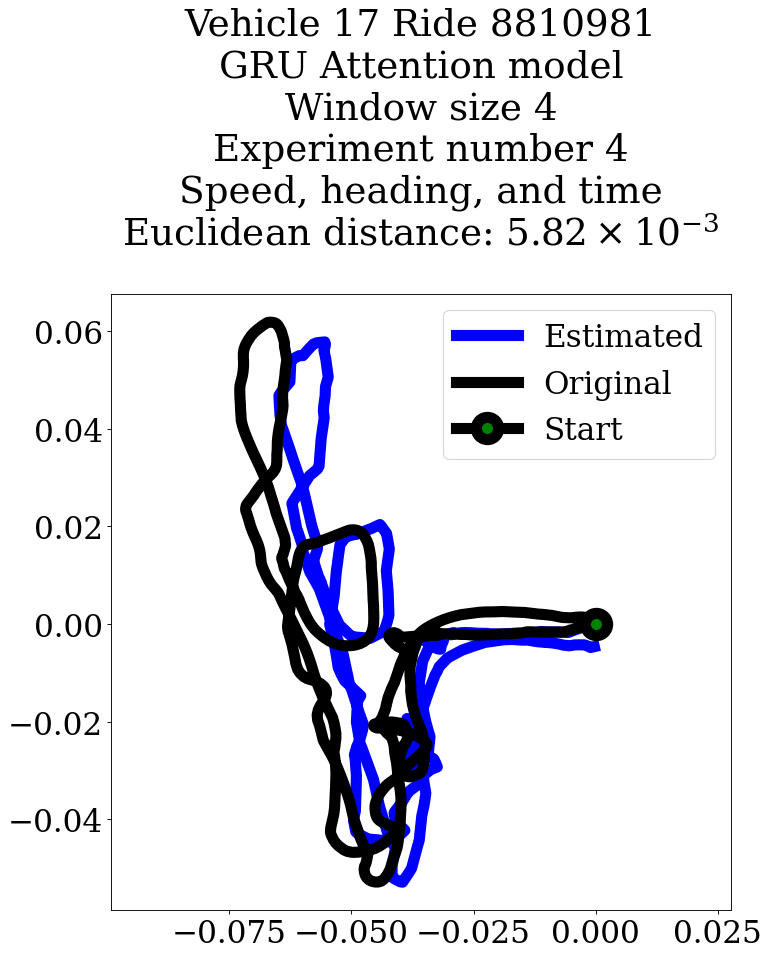 Vehicle 17 Ride 8810981
GRU Attention model
Window size 4
Experiment number 4
Speed, heading, and time
Euclidean distance: 5.82 × 10⁻³
Estimated
Original
Start
0.06
0.04
0.02
0.00
−0.02
−0.04
−0.075 −0.050 −0.025 0.000 0.025